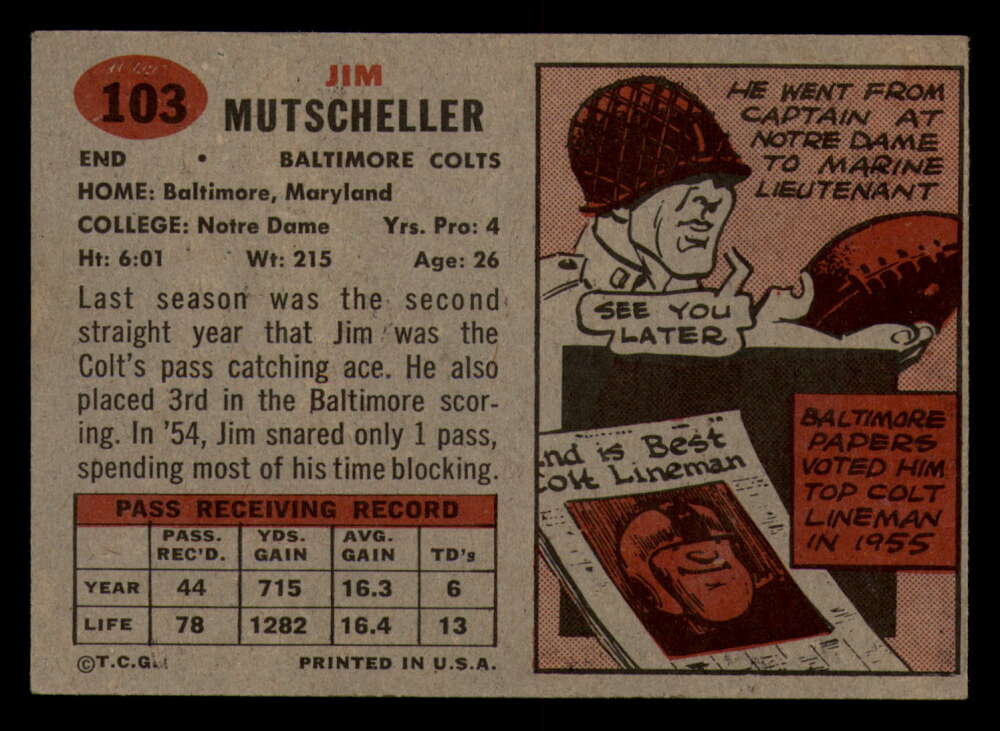 103
JIM
MUTSCHELLER
END • BALTIMORE COLTS
HOME: Baltimore, Maryland
COLLEGE: Notre Dame Yrs. Pro: 4
Ht: 6:01 Wt: 215 Age: 26
Last season was the second
straight year that Jim was the
Colt's pass catching ace. He also
placed 3rd in the Baltimore scor-
ing. In '54, Jim snared only 1 pass,
spending most of his time blocking.
PASS RECEIVING RECORD
PASS. REC'D. YDS. GAIN AVG. GAIN TD's
YEAR 44 715 16.3 6
LIFE 78 1282 16.4 13
©T.C.G. PRINTED IN U.S.A.
HE WENT FROM
CAPTAIN AT
NOTRE DAME
TO MARINE
LIEUTENANT
SEE YOU
LATER
nd is Best"
olt Lineman
BALTIMORE
PAPERS
VOTED HIM
TOP COLT
LINEMAN
IN 1955